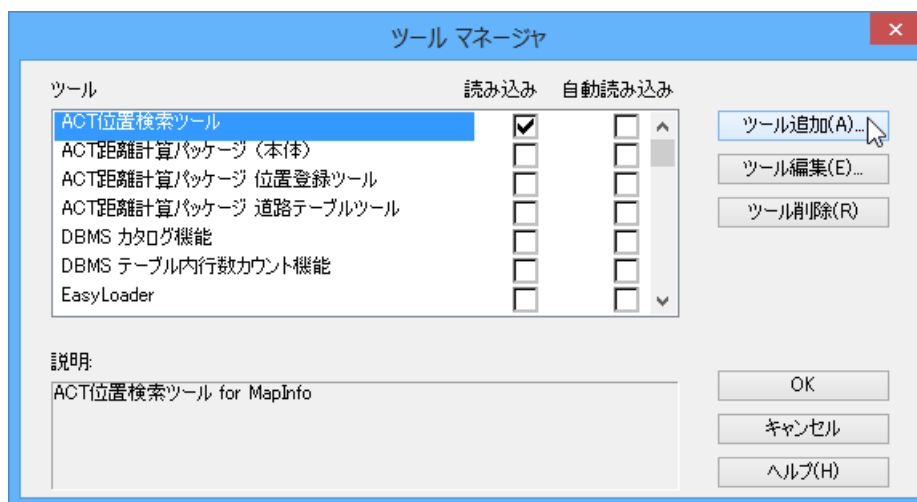 ツール マネージャ
ツール 読み込み 自動読み込み
ACT位置検索ツール
ACT距離計算パッケージ（本体）
ACT距離計算パッケージ 位置登録ツール
ACT距離計算パッケージ 道路テーブルツール
DBMS カタログ機能
DBMS テーブル内行数カウント機能
EasyLoader
ツール追加(A)...
ツール編集(E)...
ツール削除(R)
説明:
ACT位置検索ツール for MapInfo
OK
キャンセル
ヘルプ(H)